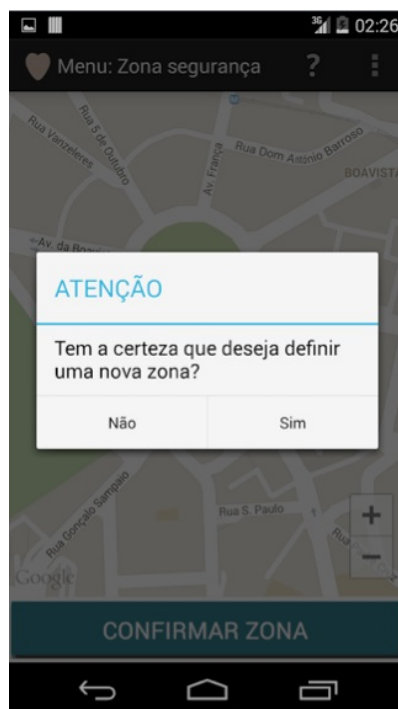 3G 02:26
Menu: Zona segurança ?
Rua 5 de Outubro
Rua Vanzeleres
Av. França
Rua Dom António Barroso
BOAVISTA
Av. da Boavista
ATENÇÃO
Tem a certeza que deseja definir
uma nova zona?
Não Sim
Rua Gonçalo Sampaio
Rua S. Paulo
+
−
Google
CONFIRMAR ZONA